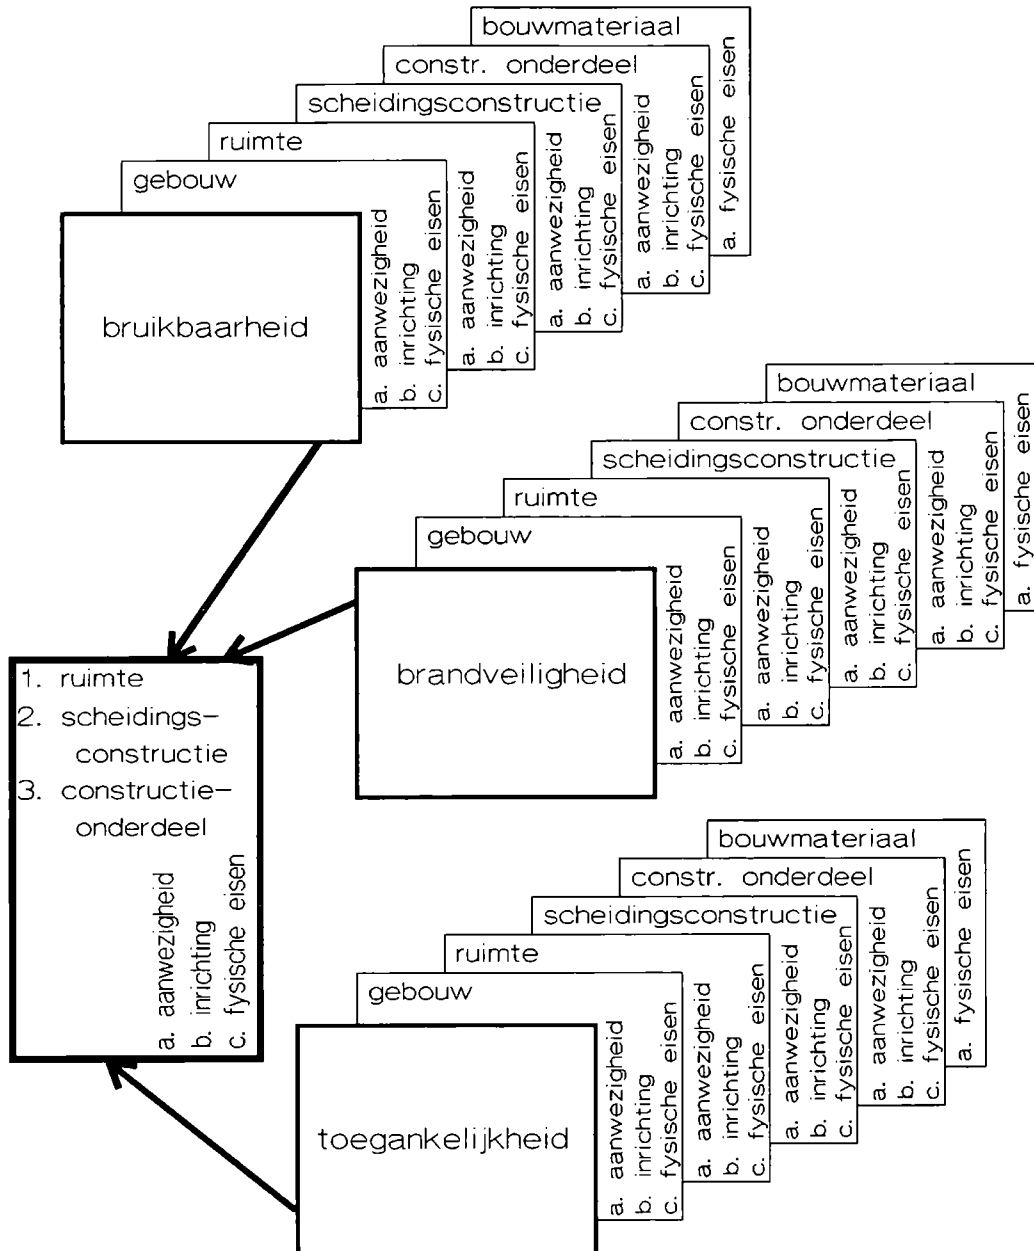 bouwmateriaal
a. fysische eisen
constr. onderdeel
a. aanwezigheid
b. inrichting
c. fysische eisen
scheidingsconstructie
a. aanwezigheid
b. inrichting
c. fysische eisen
ruimte
a. aanwezigheid
b. inrichting
c. fysische eisen
gebouw
a. aanwezigheid
b. inrichting
c. fysische eisen
bruikbaarheid
bouwmateriaal
a. fysische eisen
constr. onderdeel
a. aanwezigheid
b. inrichting
c. fysische eisen
scheidingsconstructie
a. aanwezigheid
b. inrichting
c. fysische eisen
ruimte
a. aanwezigheid
b. inrichting
c. fysische eisen
gebouw
a. aanwezigheid
b. inrichting
c. fysische eisen
brandveiligheid
1. ruimte
2. scheidings-
constructie
3. constructie-
onderdeel
a. aanwezigheid
b. inrichting
c. fysische eisen
bouwmateriaal
a. fysische eisen
constr. onderdeel
a. aanwezigheid
b. inrichting
c. fysische eisen
scheidingsconstructie
a. aanwezigheid
b. inrichting
c. fysische eisen
ruimte
a. aanwezigheid
b. inrichting
c. fysische eisen
gebouw
a. aanwezigheid
b. inrichting
c. fysische eisen
toegankelijkheid